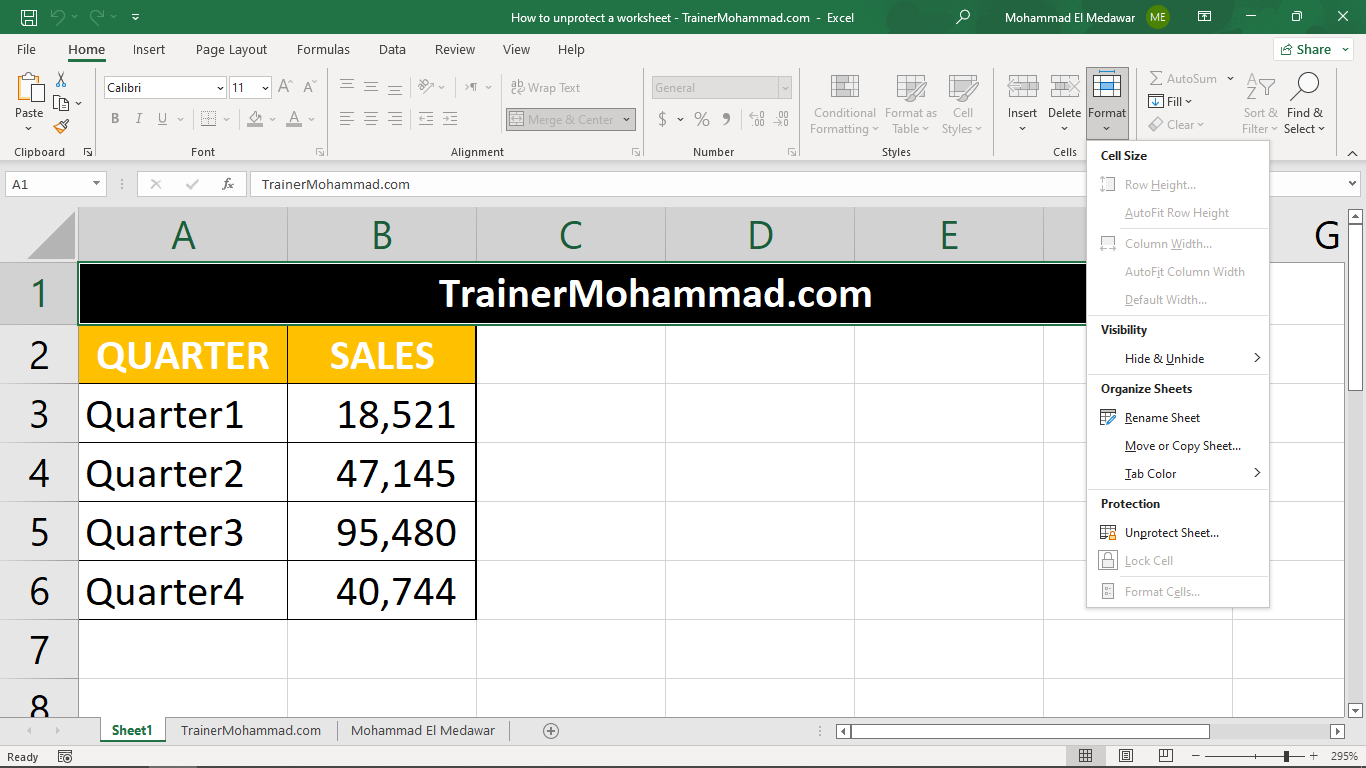 How to unprotect a worksheet - TrainerMohammad.com - Excel
Mohammad El Medawar ME
File Home Insert Page Layout Formulas Data Review View Help Share
Paste
Clipboard
Calibri 11
B I U A
Font
ab Wrap Text
Merge & Center
Alignment
General
$ % 9
Number
Conditional Formatting
Format as Table
Cell Styles
Styles
Insert Delete Format
Cells
AutoSum
Fill
Clear
Sort & Filter
Find & Select
A1 fx TrainerMohammad.com
Cell Size
Row Height...
AutoFit Row Height
Column Width...
AutoFit Column Width
Default Width...
Visibility
Hide & Unhide
Organize Sheets
Rename Sheet
Move or Copy Sheet...
Tab Color
Protection
Unprotect Sheet...
Lock Cell
Format Cells...
A B C D E G
1 TrainerMohammad.com
2 QUARTER SALES
3 Quarter1 18,521
4 Quarter2 47,145
5 Quarter3 95,480
6 Quarter4 40,744
7
8
Sheet1 TrainerMohammad.com Mohammad El Medawar
Ready 295%